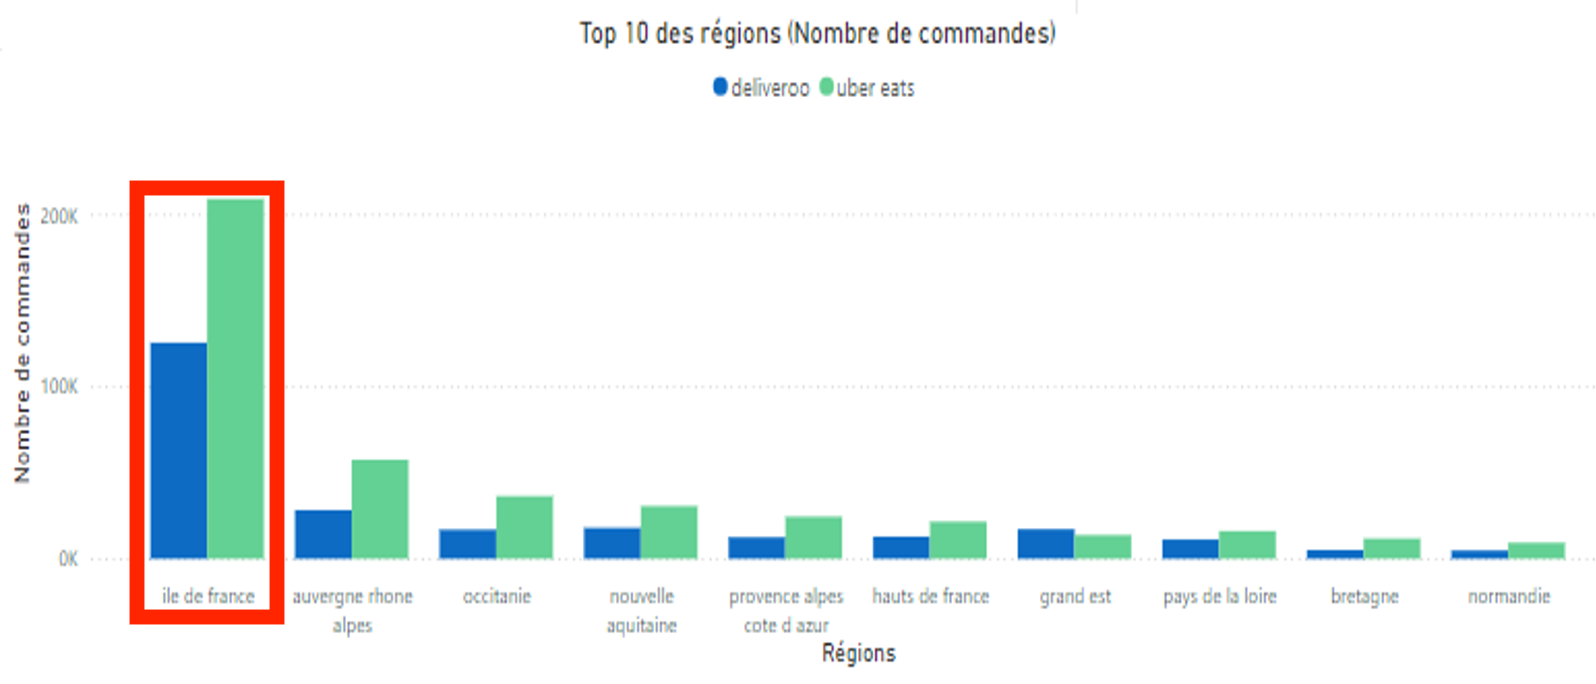 Top 10 des régions (Nombre de commandes)
deliveroo uber eats
Nombre de commandes
200K
100K
0K
ile de france auvergne rhone occitanie nouvelle provence alpes hauts de france grand est pays de la loire bretagne normandie
alpes aquitaine cote d azur
Régions